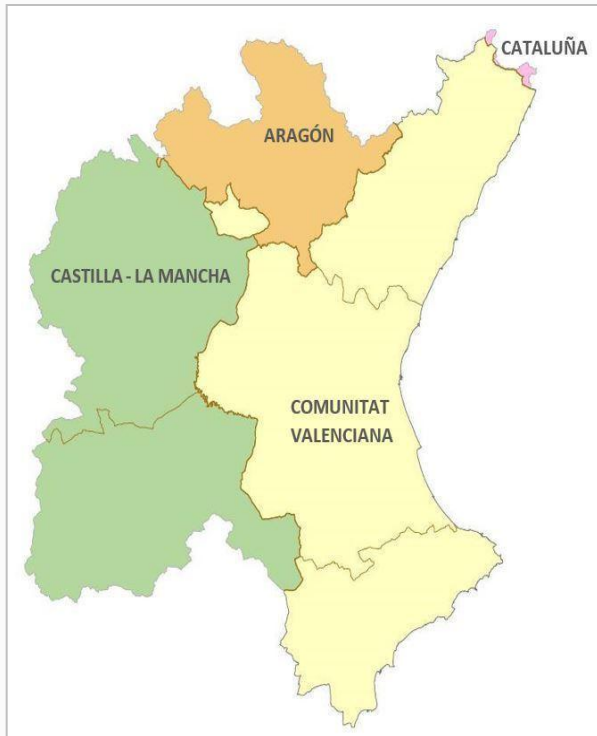 CATALUÑA
ARAGÓN
CASTILLA - LA MANCHA
COMUNITAT
VALENCIANA